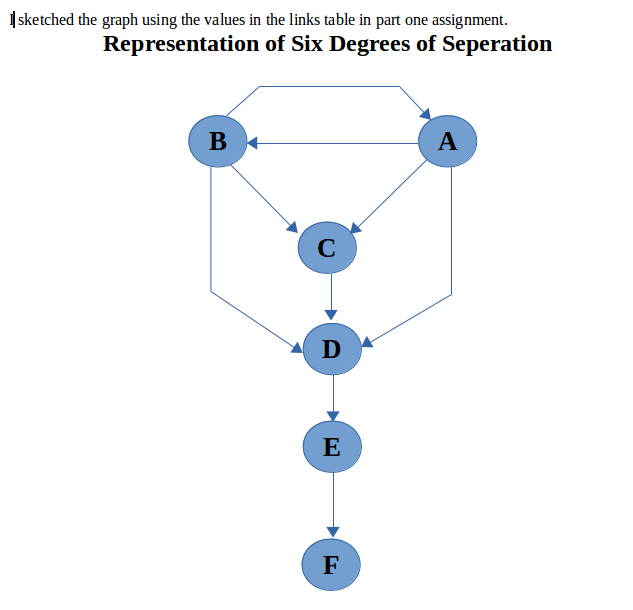 I sketched the graph using the values in the links table in part one assignment.
Representation of Six Degrees of Seperation
B
A
C
D
E
F